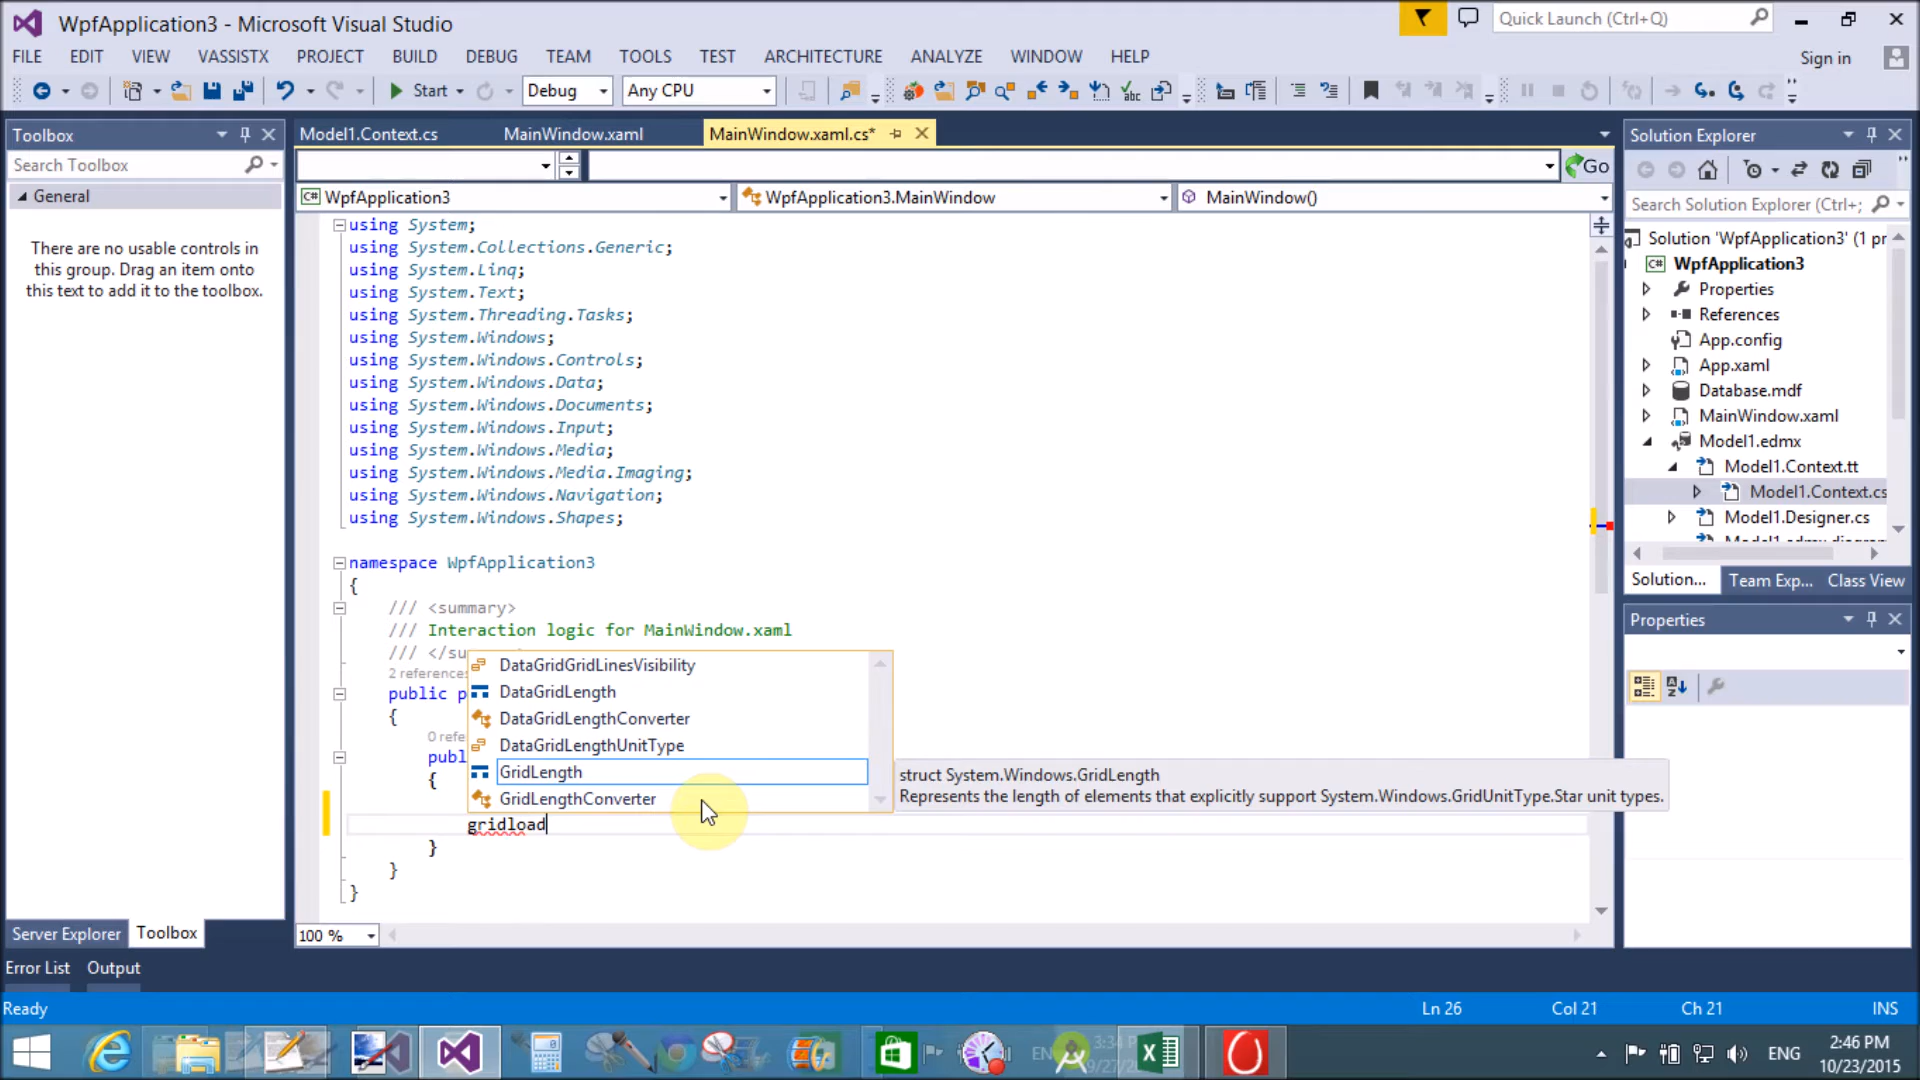 WpfApplication3 - Microsoft Visual Studio
Quick Launch (Ctrl+Q)
FILE EDIT VIEW VASSISTX PROJECT BUILD DEBUG TEAM TOOLS TEST ARCHITECTURE ANALYZE WINDOW HELP
Sign in
Start Debug Any CPU
Toolbox
Search Toolbox
General
There are no usable controls in
this group. Drag an item onto
this text to add it to the toolbox.
Model1.Context.cs MainWindow.xaml MainWindow.xaml.cs*
Go
WpfApplication3 WpfApplication3.MainWindow MainWindow()
using System;
using System.Collections.Generic;
using System.Linq;
using System.Text;
using System.Threading.Tasks;
using System.Windows;
using System.Windows.Controls;
using System.Windows.Data;
using System.Windows.Documents;
using System.Windows.Input;
using System.Windows.Media;
using System.Windows.Media.Imaging;
using System.Windows.Navigation;
using System.Windows.Shapes;
namespace WpfApplication3
{
/// <summary>
/// Interaction logic for MainWindow.xaml
/// </su
2 references
public p
{
0 refe
publ
{
gridload
}
}
}
DataGridGridLinesVisibility
DataGridLength
DataGridLengthConverter
DataGridLengthUnitType
GridLength
GridLengthConverter
struct System.Windows.GridLength
Represents the length of elements that explicitly support System.Windows.GridUnitType.Star unit types.
100 %
Solution Explorer
Search Solution Explorer (Ctrl+;
Solution 'WpfApplication3' (1 pr
WpfApplication3
Properties
References
App.config
App.xaml
Database.mdf
MainWindow.xaml
Model1.edmx
Model1.Context.tt
Model1.Context.cs
Model1.Designer.cs
Model1.edmx.diagram
Solution... Team Exp... Class View
Properties
Server Explorer Toolbox
Error List Output
Ready
Ln 26 Col 21 Ch 21 INS
ENG
2:46 PM
10/23/2015